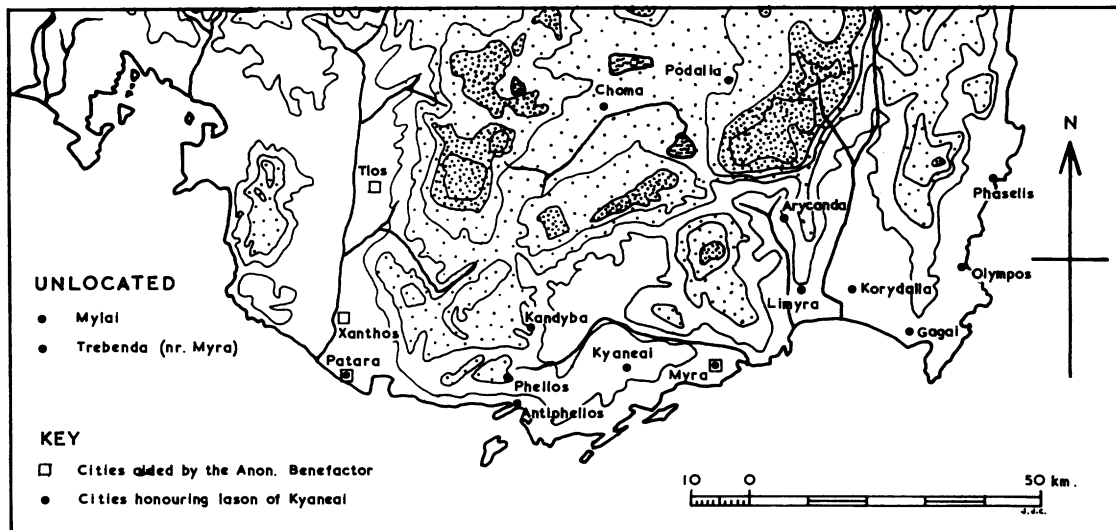 Podalia
Choma
N
Tlos
Phaselis
Arycanda
UNLOCATED
Olympos
Mylai
Limyra
Korydalla
Xanthos
Kandyba
Gagai
Trebenda (nr. Myra)
Patara
Kyaneai
Myra
Phellos
Antiphellos
KEY
Cities aided by the Anon. Benefactor
Cities honouring Iason of Kyaneai
10 0 50 km.
J.J.C.